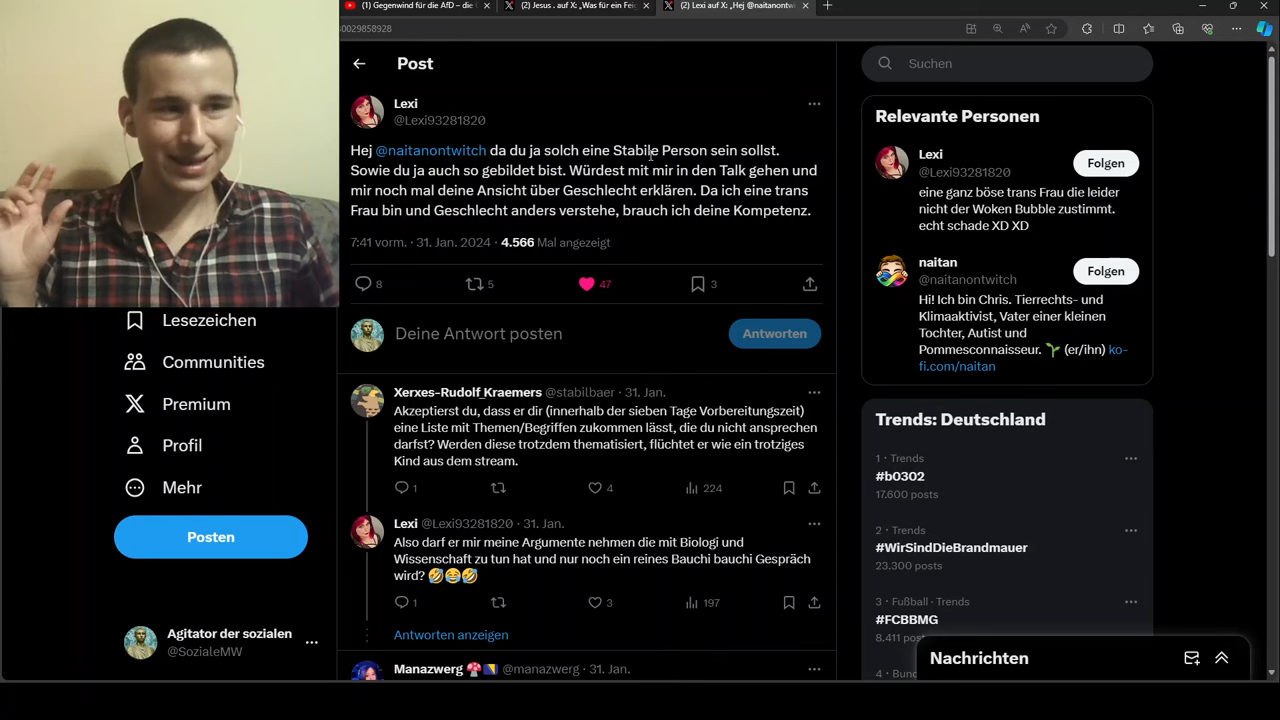 (1) Gegenwind für die AfD – die
(2) Jesus . auf X: „Was für ein Feig
(2) Lexi auf X: „Hej @naitanontwi
80029858928
Post
Suchen
Lexi
@Lexi93281820
Hej @naitanontwitch da du ja solch eine Stabile Person sein sollst.
Sowie du ja auch so gebildet bist. Würdest mit mir in den Talk gehen und
mir noch mal deine Ansicht über Geschlecht erklären. Da ich eine trans
Frau bin und Geschlecht anders verstehe, brauch ich deine Kompetenz.
7:41 vorm. · 31. Jan. 2024 · 4.566 Mal angezeigt
8 5 47 3
Deine Antwort posten
Antworten
Xerxes-Rudolf_Kraemers @stabilbaer · 31. Jan.
Akzeptierst du, dass er dir (innerhalb der sieben Tage Vorbereitungszeit)
eine Liste mit Themen/Begriffen zukommen lässt, die du nicht ansprechen
darfst? Werden diese trotzdem thematisiert, flüchtet er wie ein trotziges
Kind aus dem stream.
1 4 224
Lexi @Lexi93281820 · 31. Jan.
Also darf er mir meine Argumente nehmen die mit Biologi und
Wissenschaft zu tun hat und nur noch ein reines Bauchi bauchi Gespräch
wird? 🤣😂🤣
1 3 197
Antworten anzeigen
Manazwerg 🍄🇧🇦 @manazwerg · 31. Jan.
Relevante Personen
Lexi
@Lexi93281820
Folgen
eine ganz böse trans Frau die leider
nicht der Woken Bubble zustimmt.
echt schade XD XD
naitan
@naitanontwitch
Folgen
Hi! Ich bin Chris. Tierrechts- und
Klimaaktivist, Vater einer kleinen
Tochter, Autist und
Pommesconnaisseur. 🌱 (er/ihn) ko-
fi.com/naitan
Trends: Deutschland
1 · Trends
#b0302
17.600 posts
2 · Trends
#WirSindDieBrandmauer
23.300 posts
3 · Fußball · Trends
#FCBBMG
8.411 pos
Nachrichten
Lesezeichen
Communities
Premium
Profil
Mehr
Posten
Agitator der sozialen
@SozialeMW